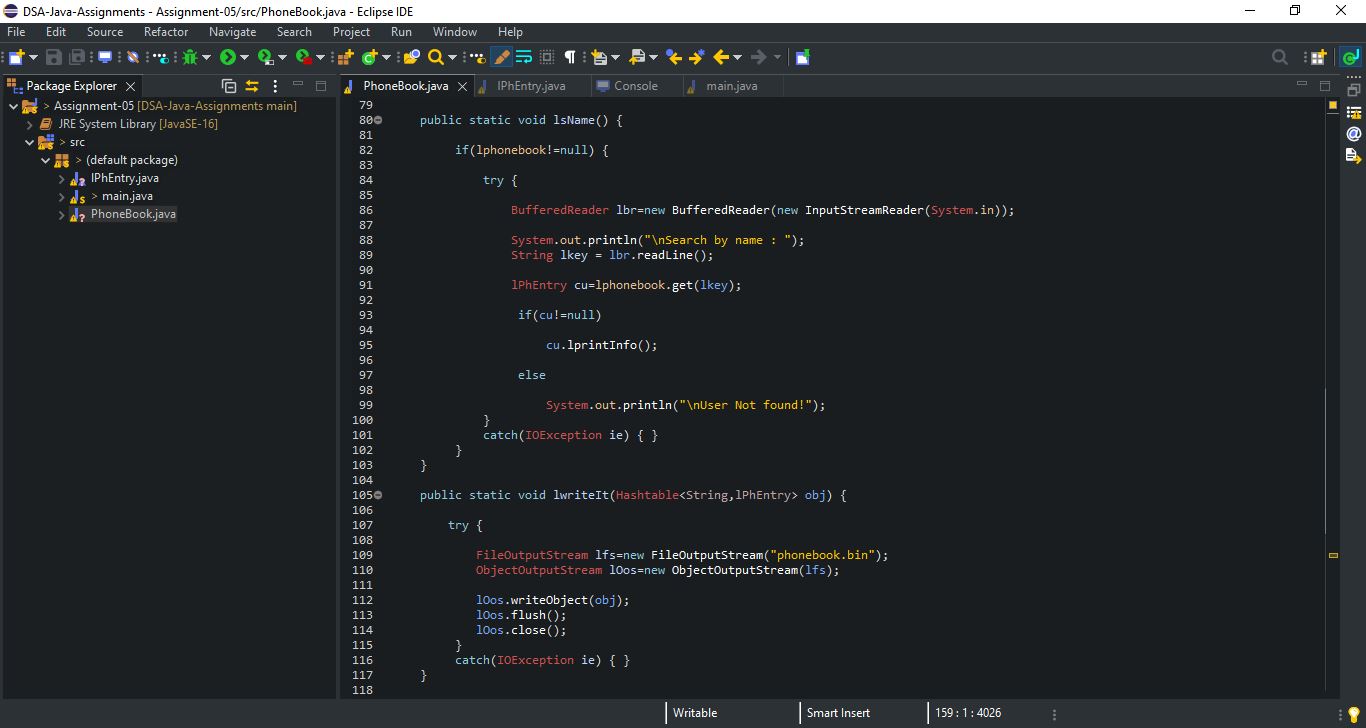 DSA-Java-Assignments - Assignment-05/src/PhoneBook.java - Eclipse IDE
File Edit Source Refactor Navigate Search Project Run Window Help
Package Explorer
Assignment-05 [DSA-Java-Assignments main]
JRE System Library [JavaSE-16]
> src
> (default package)
lPhEntry.java
> main.java
PhoneBook.java
PhoneBook.java lPhEntry.java Console main.java
79
80 public static void lsName() {
81
82 if(lphonebook!=null) {
83
84 try {
85
86 BufferedReader lbr=new BufferedReader(new InputStreamReader(System.in));
87
88 System.out.println("\nSearch by name : ");
89 String lkey = lbr.readLine();
90
91 lPhEntry cu=lphonebook.get(lkey);
92
93 if(cu!=null)
94
95 cu.lprintInfo();
96
97 else
98
99 System.out.println("\nUser Not found!");
100 }
101 catch(IOException ie) { }
102 }
103 }
104
105 public static void lwriteIt(Hashtable<String,lPhEntry> obj) {
106
107 try {
108
109 FileOutputStream lfs=new FileOutputStream("phonebook.bin");
110 ObjectOutputStream lOos=new ObjectOutputStream(lfs);
111
112 lOos.writeObject(obj);
113 lOos.flush();
114 lOos.close();
115 }
116 catch(IOException ie) { }
117 }
118
Writable Smart Insert 159 : 1 : 4026